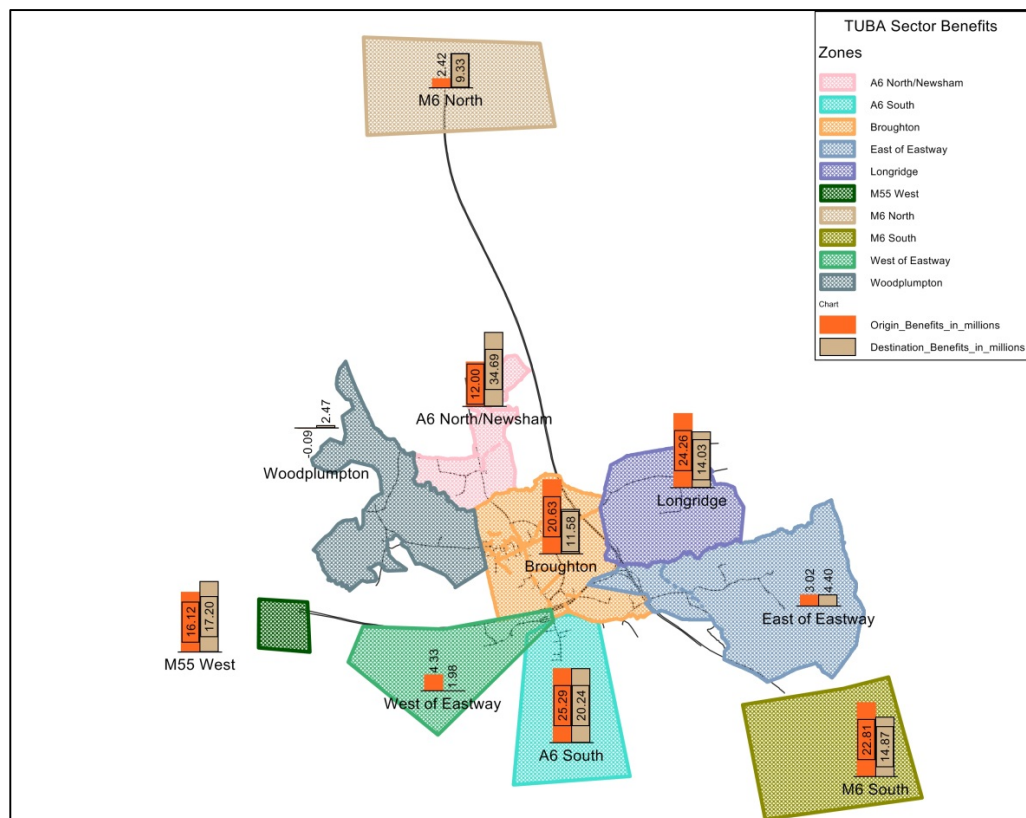 TUBA Sector Benefits
Zones
A6 North/Newsham
A6 South
Broughton
East of Eastway
Longridge
M55 West
M6 North
M6 South
West of Eastway
Woodplumpton
Chart
Origin_Benefits_in_millions
Destination_Benefits_in_millions
2.42
9.33
M6 North
12.00
34.69
A6 North/Newsham
-0.09
2.47
Woodplumpton
24.26
14.03
Longridge
20.63
11.58
Broughton
3.02
4.40
East of Eastway
16.12
17.20
M55 West
4.33
1.98
West of Eastway
25.29
20.24
A6 South
22.81
14.87
M6 South